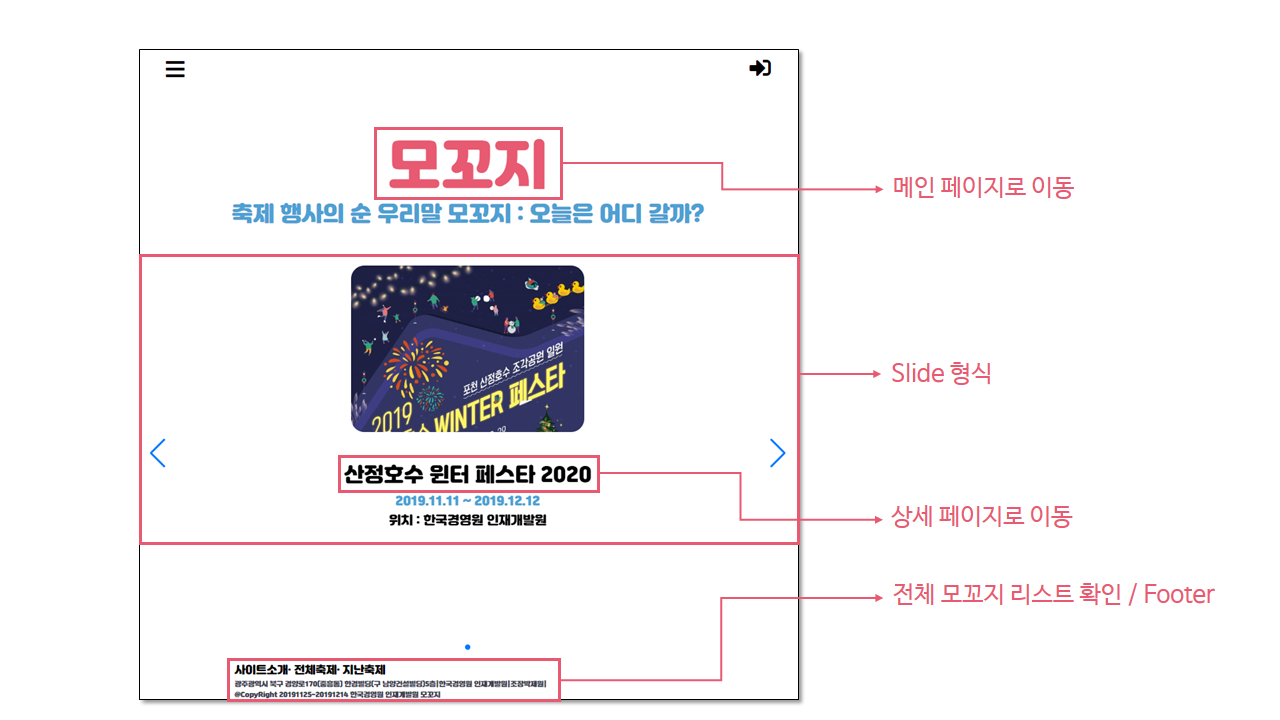 모꼬지
메인 페이지로 이동
축제 행사의 순 우리말 모꼬지 : 오늘은 어디 갈까?
포천 산정호수 조각공원 일원
2019
WINTER 페스타
Slide 형식
산정호수 윈터 페스타 2020
2019.11.11 ~ 2019.12.12
위치 : 한국경영원 인재개발원
상세 페이지로 이동
전체 모꼬지 리스트 확인 / Footer
사이트소개· 전체축제· 지난축제
광주광역시 북구 경양로170(중흥동) 한경빌딩(구 남양건설빌딩)5층|한국경영원 인재개발원|조장박재원|
@CopyRight 20191125~20191214 한국경영원 인재개발원 모꼬지